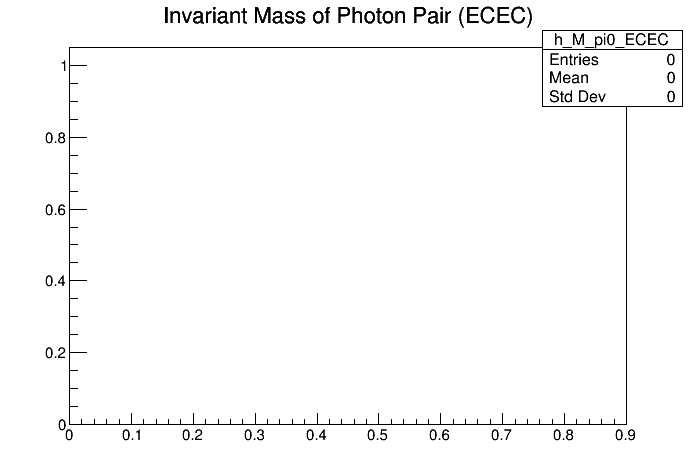 Invariant Mass of Photon Pair (ECEC)
h_M_pi0_ECEC
Entries 0
Mean 0
Std Dev 0
1
0.8
0.6
0.4
0.2
0
0 0.1 0.2 0.3 0.4 0.5 0.6 0.7 0.8 0.9